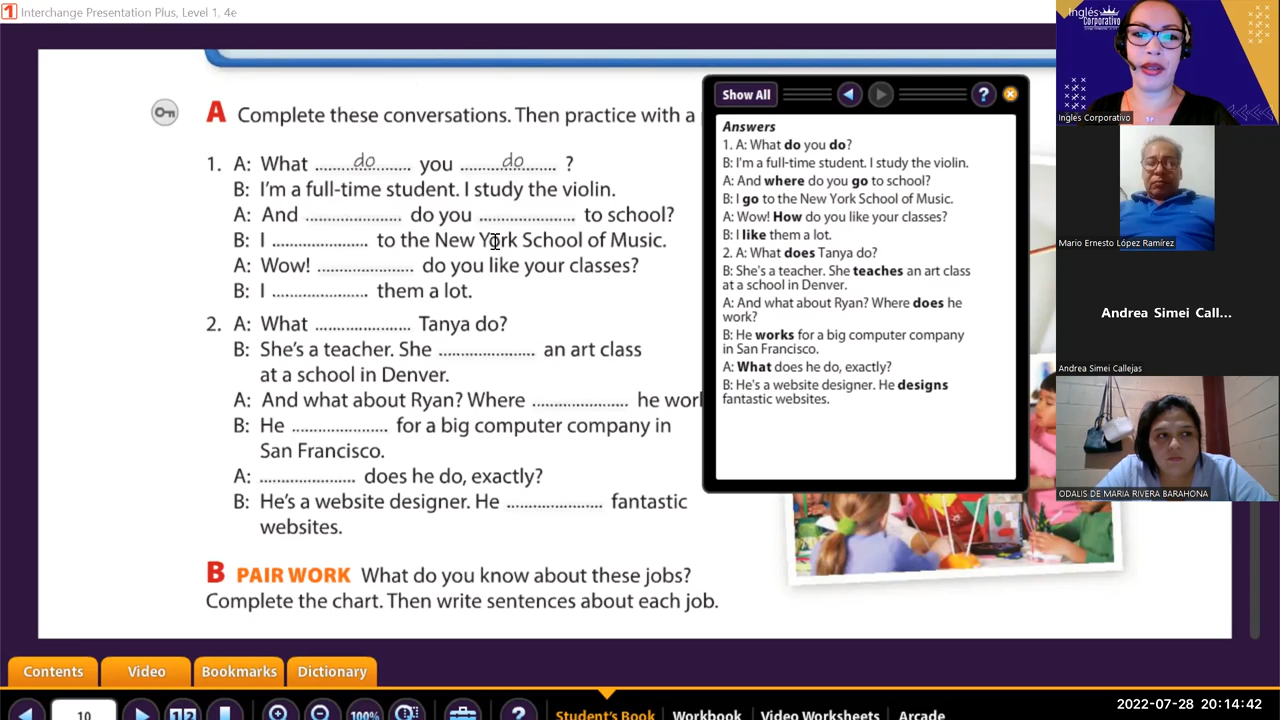 Interchange Presentation Plus, Level 1, 4e
A Complete these conversations. Then practice with a
1. A: What do you do ?
B: I'm a full-time student. I study the violin.
A: And .................... do you .................... to school?
B: I .................... to the New York School of Music.
A: Wow! .................... do you like your classes?
B: I .................... them a lot.
2. A: What .................... Tanya do?
B: She's a teacher. She .................... an art class
at a school in Denver.
A: And what about Ryan? Where .................... he work
B: He .................... for a big computer company in
San Francisco.
A: .................... does he do, exactly?
B: He's a website designer. He .................... fantastic
websites.
B PAIR WORK What do you know about these jobs?
Complete the chart. Then write sentences about each job.
Show All
?
Answers
1. A: What do you do?
B: I'm a full-time student. I study the violin.
A: And where do you go to school?
B: I go to the New York School of Music.
A: Wow! How do you like your classes?
B: I like them a lot.
2. A: What does Tanya do?
B: She's a teacher. She teaches an art class
at a school in Denver.
A: And what about Ryan? Where does he
work?
B: He works for a big computer company
in San Francisco.
A: What does he do, exactly?
B: He's a website designer. He designs
fantastic websites.
Inglés
Corporativo
Inglés Corporativo
Mario Ernesto López Ramírez
Andrea Simei Call...
Andrea Simei Callejas
ODALIS DE MARIA RIVERA BARAHONA
Contents Video Bookmarks Dictionary
10
1 2
100%
?
Student's Book Workbook Video Worksheets Arcade
2022-07-28 20:14:42